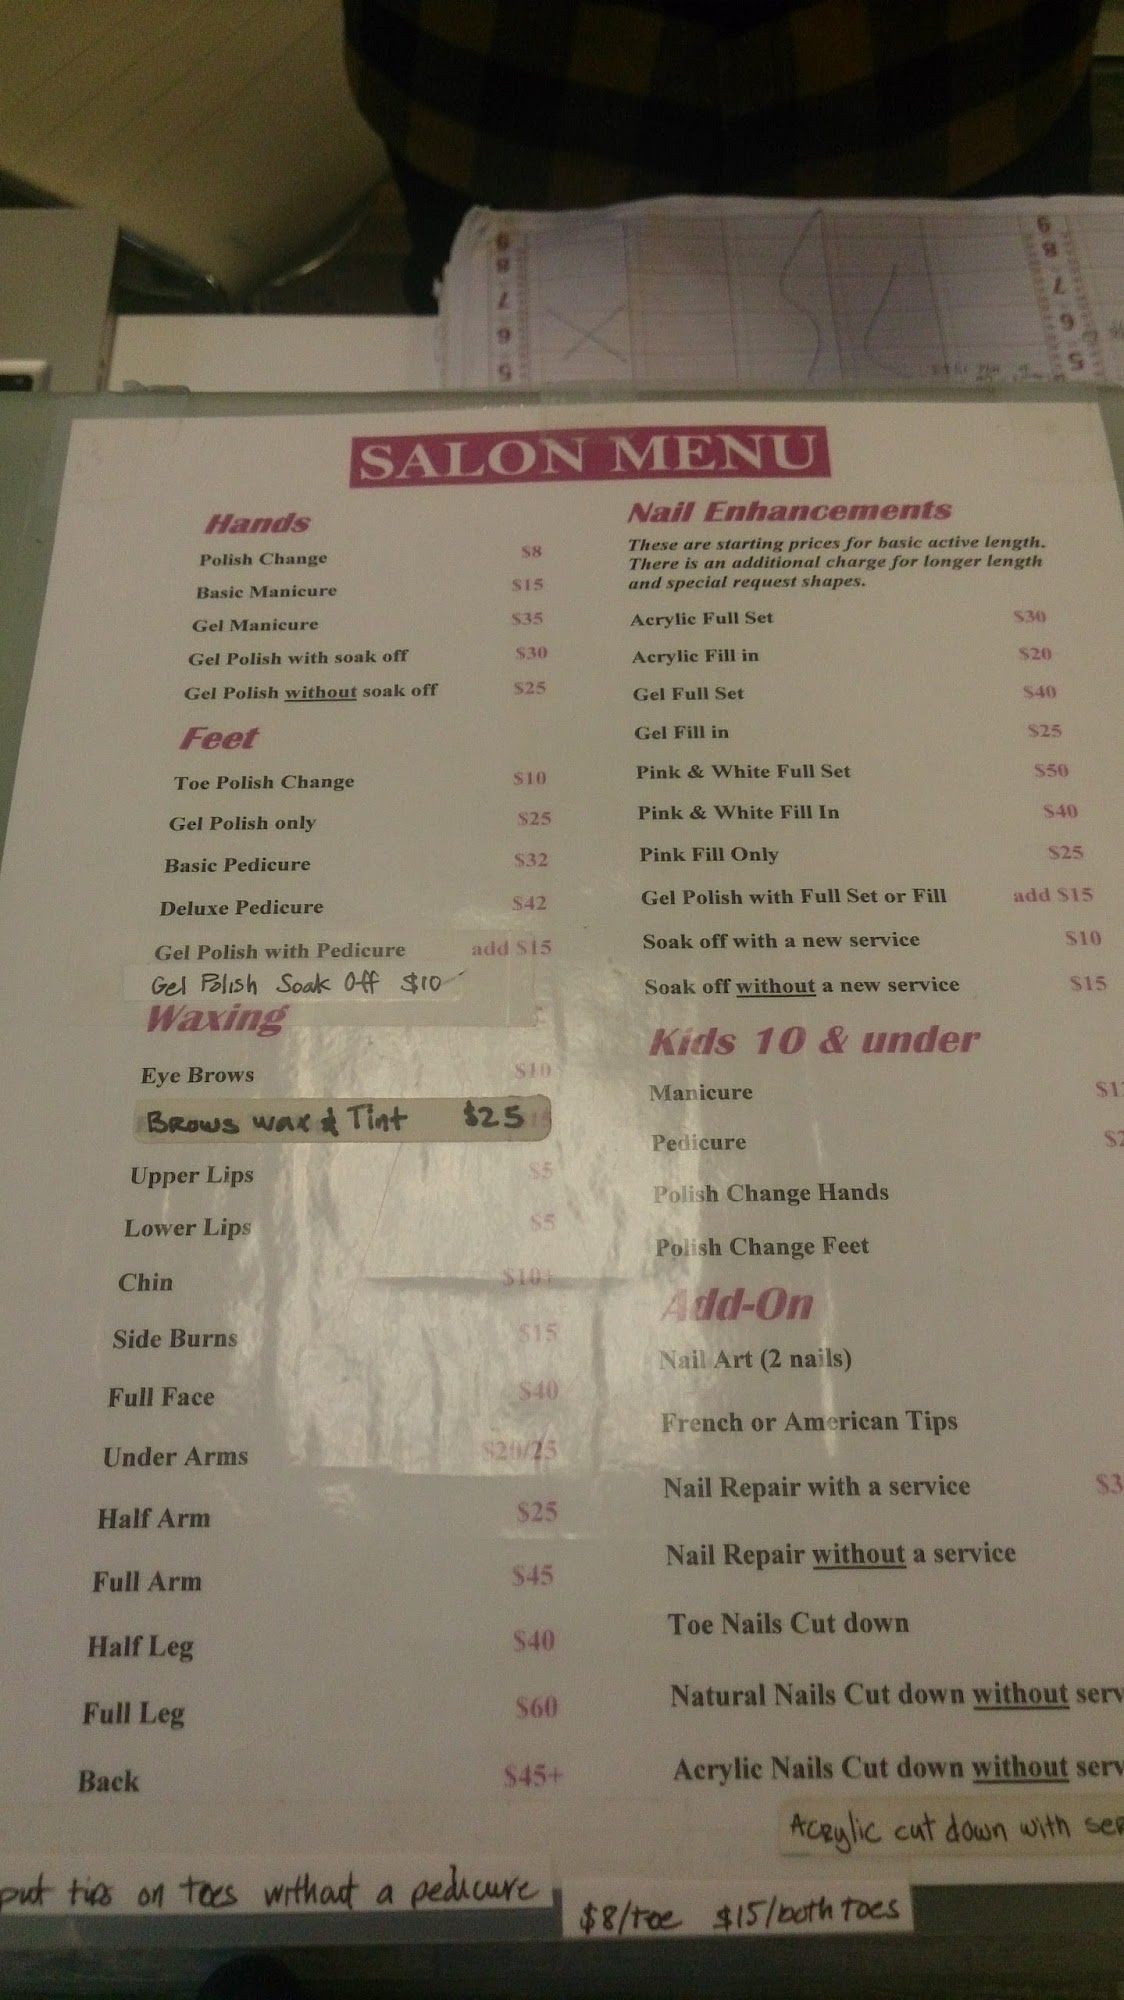 SALON MENU
Hands
Polish Change $8
Basic Manicure $15
Gel Manicure $35
Gel Polish with soak off $30
Gel Polish without soak off $25
Feet
Toe Polish Change $10
Gel Polish only $25
Basic Pedicure $32
Deluxe Pedicure $42
Gel Polish with Pedicure add $15
Gel Polish Soak Off $10
Waxing
Eye Brows $10
Brows wax & Tint $25
Upper Lips $5
Lower Lips $5
Chin $10+
Side Burns $15
Full Face $40
Under Arms $20/25
Half Arm $25
Full Arm $45
Half Leg $40
Full Leg $60
Back $45+
Nail Enhancements
These are starting prices for basic active length.
There is an additional charge for longer length
and special request shapes.
Acrylic Full Set $30
Acrylic Fill in $20
Gel Full Set $40
Gel Fill in $25
Pink & White Full Set $50
Pink & White Fill In $40
Pink Fill Only $25
Gel Polish with Full Set or Fill add $15
Soak off with a new service $10
Soak off without a new service $15
Kids 10 & under
Manicure
Pedicure
Polish Change Hands
Polish Change Feet
Add-On
Nail Art (2 nails)
French or American Tips
Nail Repair with a service
Nail Repair without a service
Toe Nails Cut down
Natural Nails Cut down without
Acrylic Nails Cut down without
Acrylic cut down with
put tips on toes without a pedicure
$8/toe $15/both toes